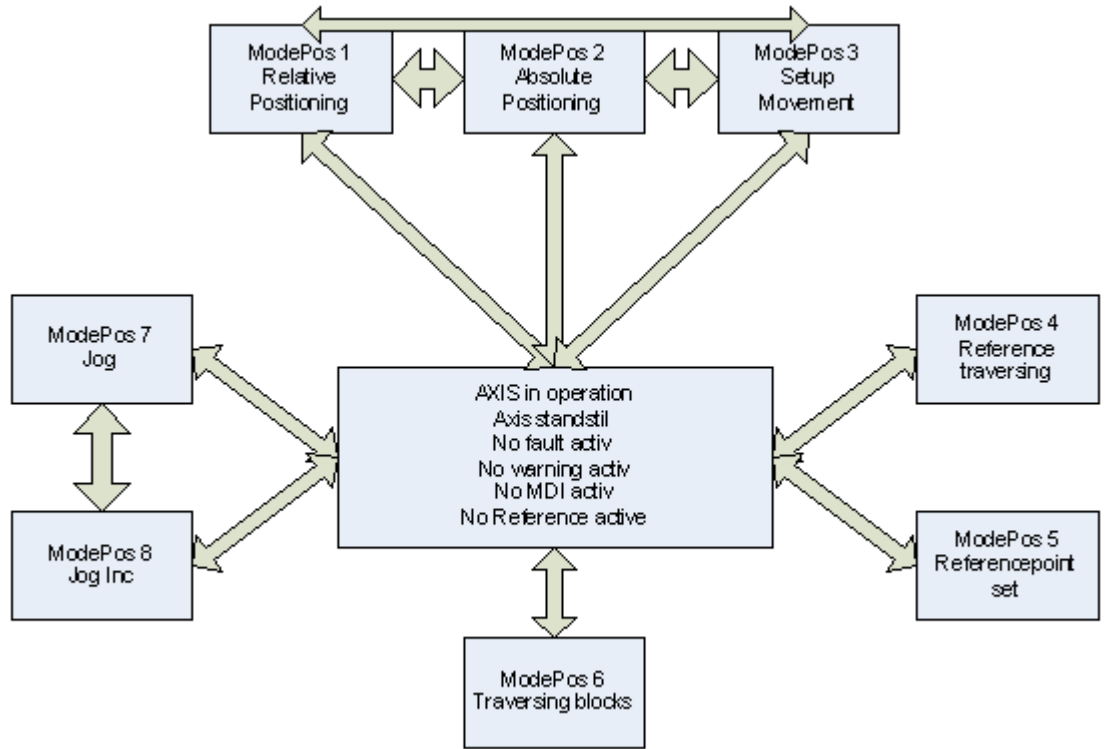 ModePos 1
Relative
Positioning
ModePos 2
Absolute
Positioning
ModePos 3
Setup
Movement
ModePos 7
Jog
ModePos 4
Reference
traversing
AXIS in operation
Axis standstil
No fault activ
No warning activ
No MDI activ
No Reference active
ModePos 8
Jog Inc
ModePos 5
Referencepoint
set
ModePos 6
Traversing blocks